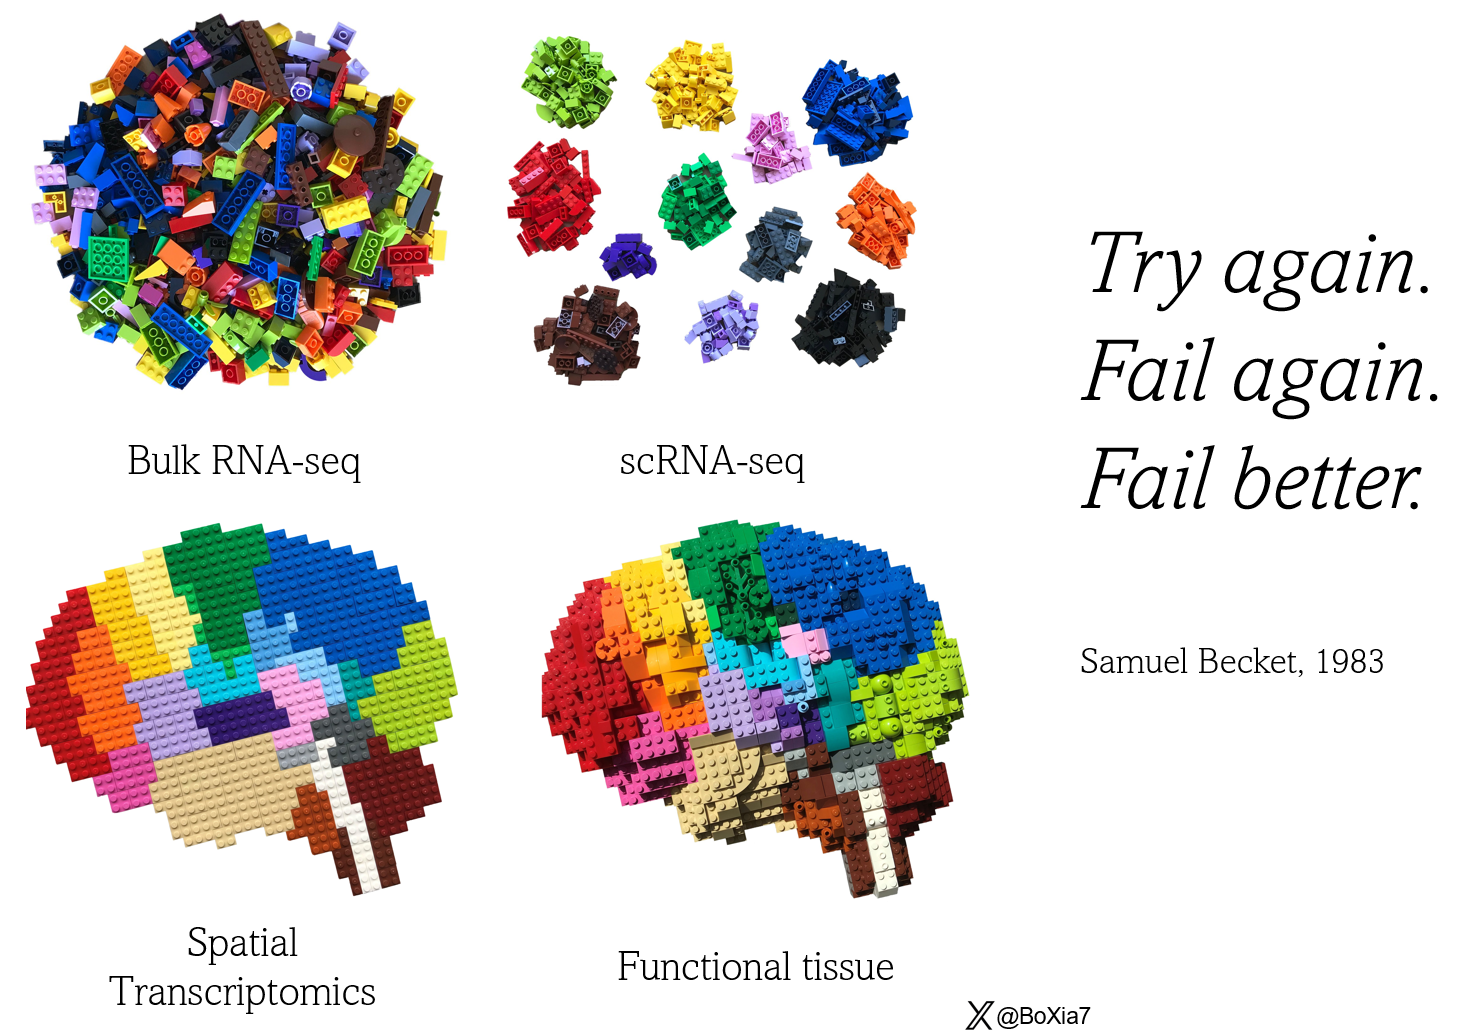 Bulk RNA-seq
scRNA-seq
Spatial
Transcriptomics
Functional tissue
Try again.
Fail again.
Fail better.
Samuel Becket, 1983
X @BoXia7